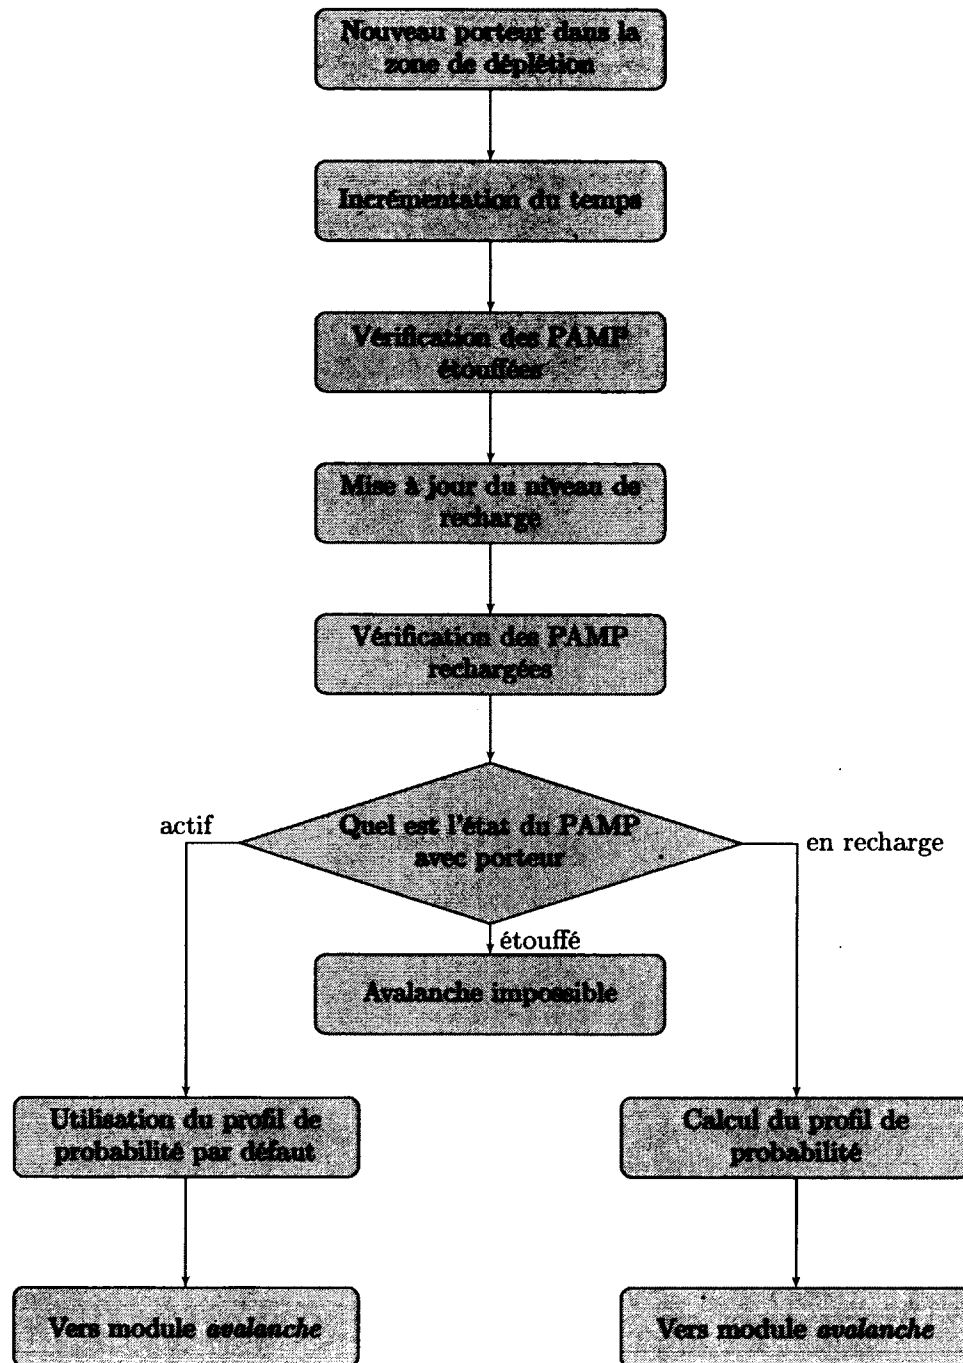 Nouveau porteur dans la
zone de déplétion
Incrémentation du temps
Vérification des PAMP
étouffées
Mise à jour du niveau de
recharge
Vérification des PAMP
rechargées
Quel est l'état du PAMP
avec porteur
actif
en recharge
étouffé
Avalanche impossible
Utilisation du profil de
probabilité par défaut
Calcul du profil de
probabilité
Vers module avalanche
Vers module avalanche